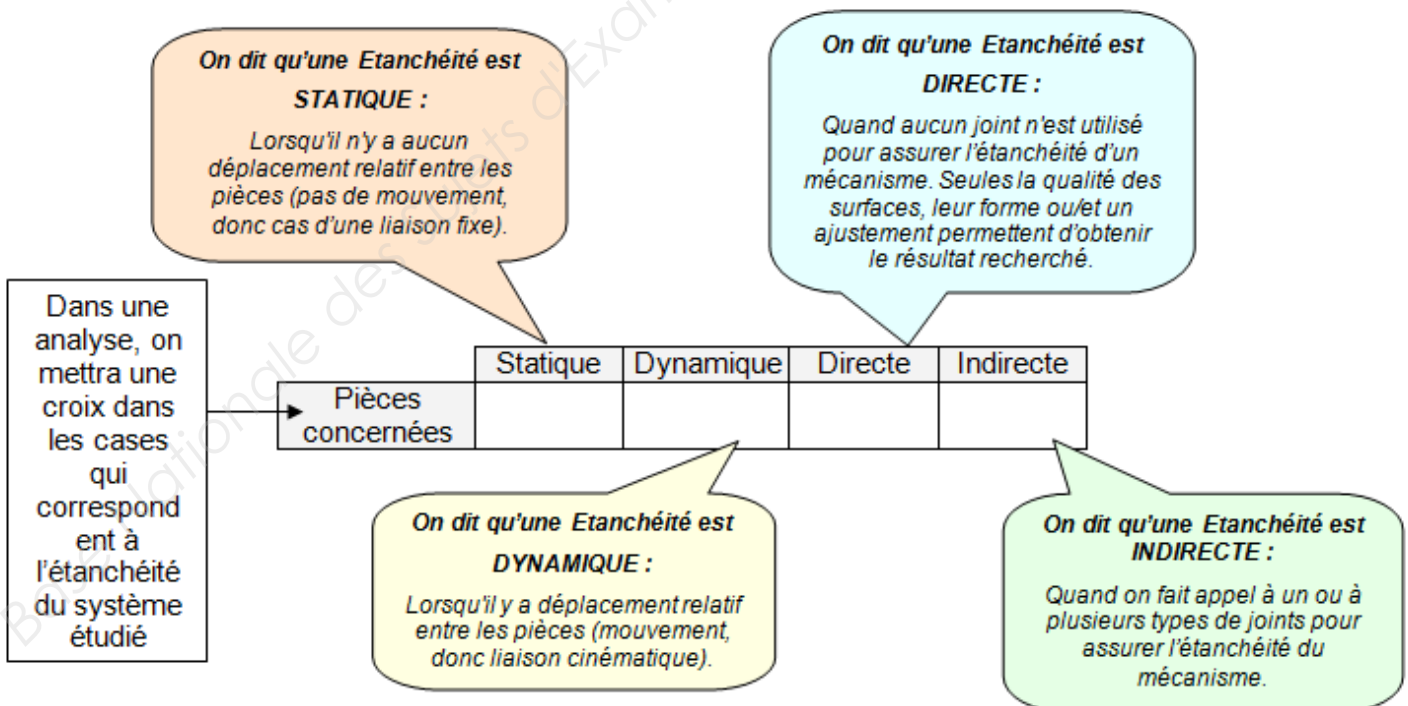 On dit qu'une Etanchéité est
STATIQUE :
Lorsqu'il n'y a aucun
déplacement relatif entre les
pièces (pas de mouvement,
donc cas d'une liaison fixe).
On dit qu'une Etanchéité est
DIRECTE :
Quand aucun joint n'est utilisé
pour assurer l'étanchéité d'un
mécanisme. Seules la qualité des
surfaces, leur forme ou/et un
ajustement permettent d'obtenir
le résultat recherché.
Dans une
analyse, on
mettra une
croix dans
les cases
qui
correspond
ent à
l'étanchéité
du système
étudié
Statique Dynamique Directe Indirecte
Pièces
concernées
On dit qu'une Etanchéité est
DYNAMIQUE :
Lorsqu'il y a déplacement relatif
entre les pièces (mouvement,
donc liaison cinématique).
On dit qu'une Etanchéité est
INDIRECTE :
Quand on fait appel à un ou à
plusieurs types de joints pour
assurer l'étanchéité du
mécanisme.
Base nationale des sujets d'Exam